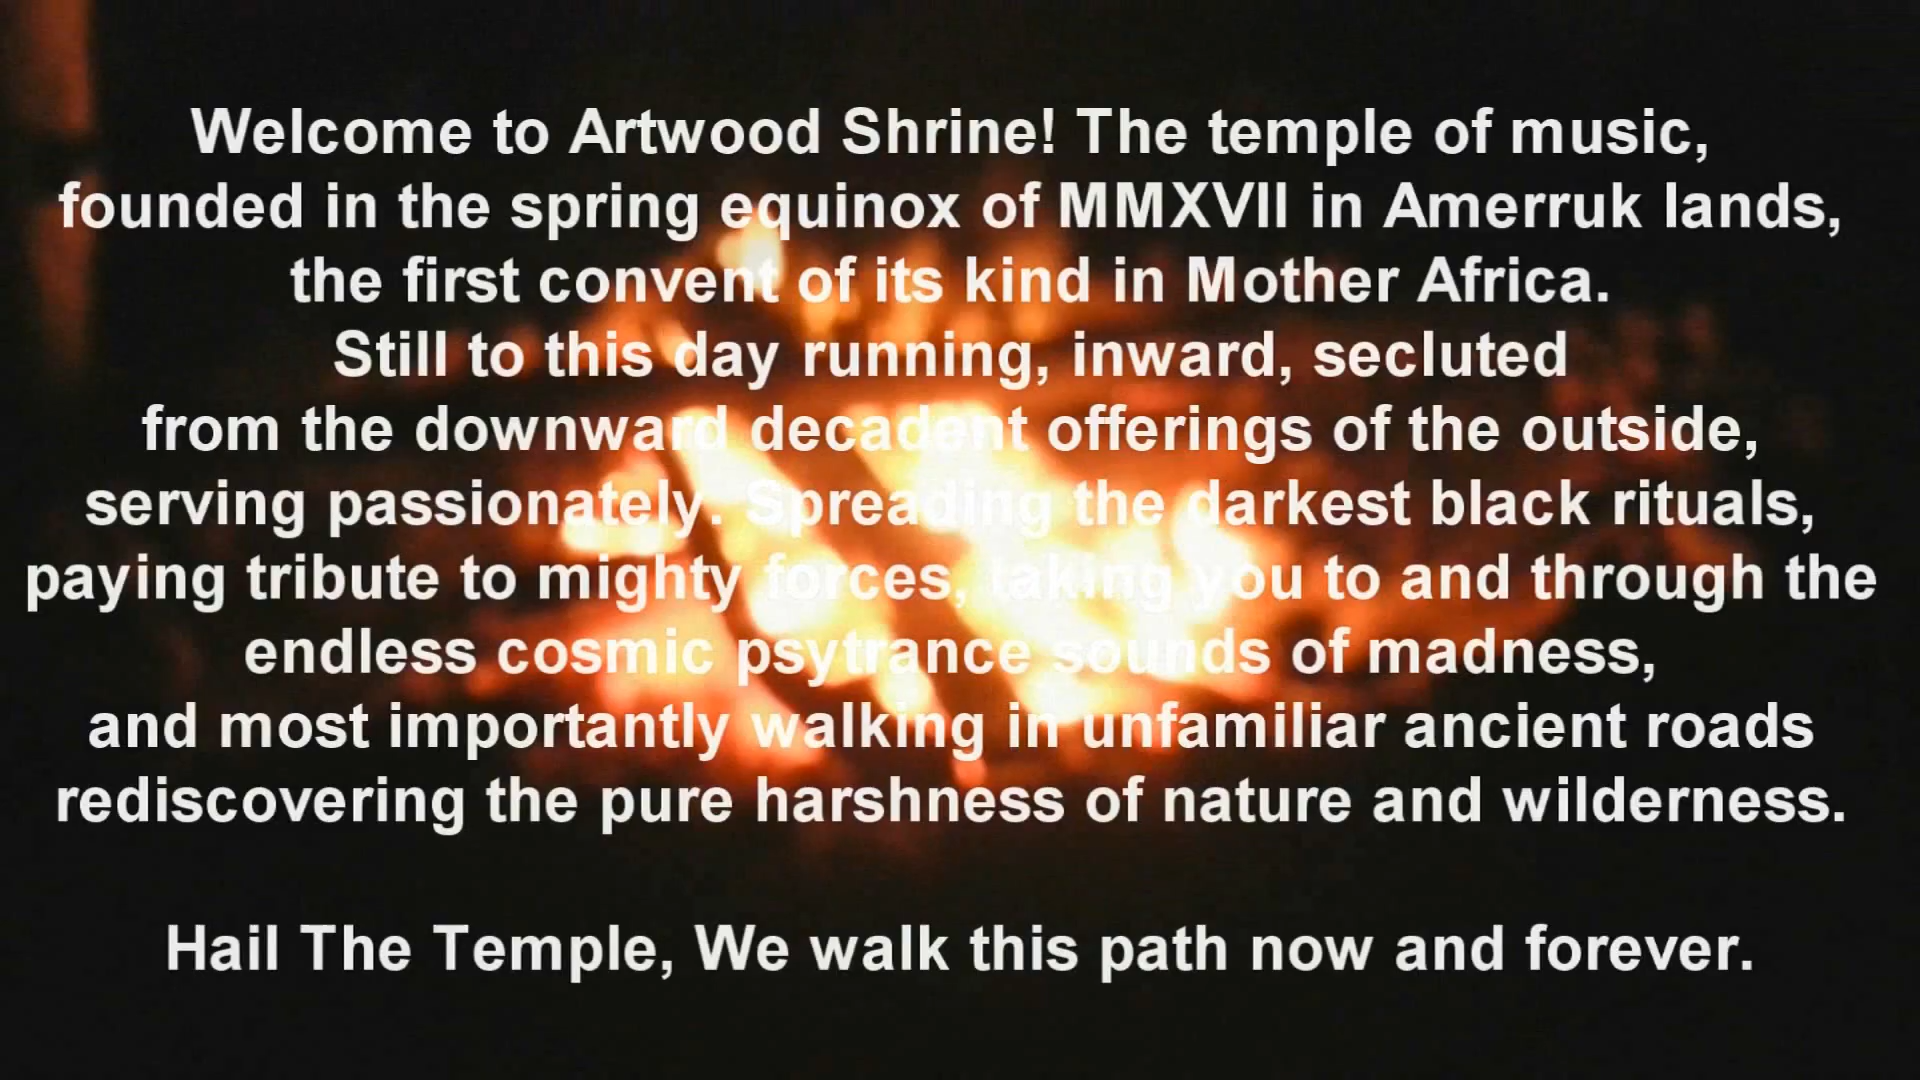 Welcome to Artwood Shrine! The temple of music,
founded in the spring equinox of MMXVII in Amerruk lands,
the first convent of its kind in Mother Africa.
Still to this day running, inward, secluted
from the downward decadent offerings of the outside,
serving passionately. Spreading the darkest black rituals,
paying tribute to mighty forces, taking you to and through the
endless cosmic psytrance sounds of madness,
and most importantly walking in unfamiliar ancient roads
rediscovering the pure harshness of nature and wilderness.
Hail The Temple, We walk this path now and forever.